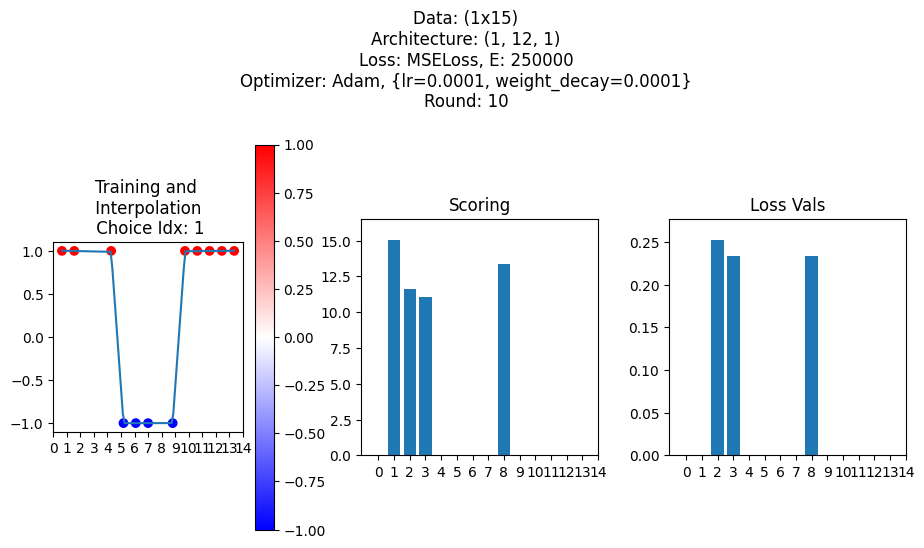 Data: (1x15)
Architecture: (1, 12, 1)
Loss: MSELoss, E: 250000
Optimizer: Adam, {lr=0.0001, weight_decay=0.0001}
Round: 10
Training and
Interpolation
Choice Idx: 1
1.0
0.5
0.0
−0.5
−1.0
0 1 2 3 4 5 6 7 8 9 10 11 12 13 14
1.00
0.75
0.50
0.25
0.00
−0.25
−0.50
−0.75
−1.00
Scoring
15.0
12.5
10.0
7.5
5.0
2.5
0.0
0 1 2 3 4 5 6 7 8 9 10 11 12 13 14
Loss Vals
0.25
0.20
0.15
0.10
0.05
0.00
0 1 2 3 4 5 6 7 8 9 10 11 12 13 14